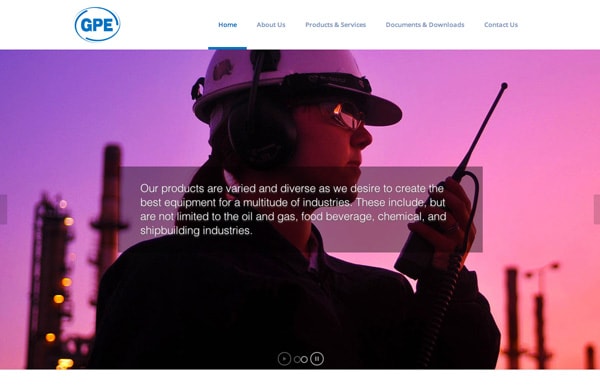 GPE
Home About Us Products & Services Documents & Downloads Contact Us
Our products are varied and diverse as we desire to create the
best equipment for a multitude of industries. These include, but
are not limited to the oil and gas, food beverage, chemical, and
shipbuilding industries.